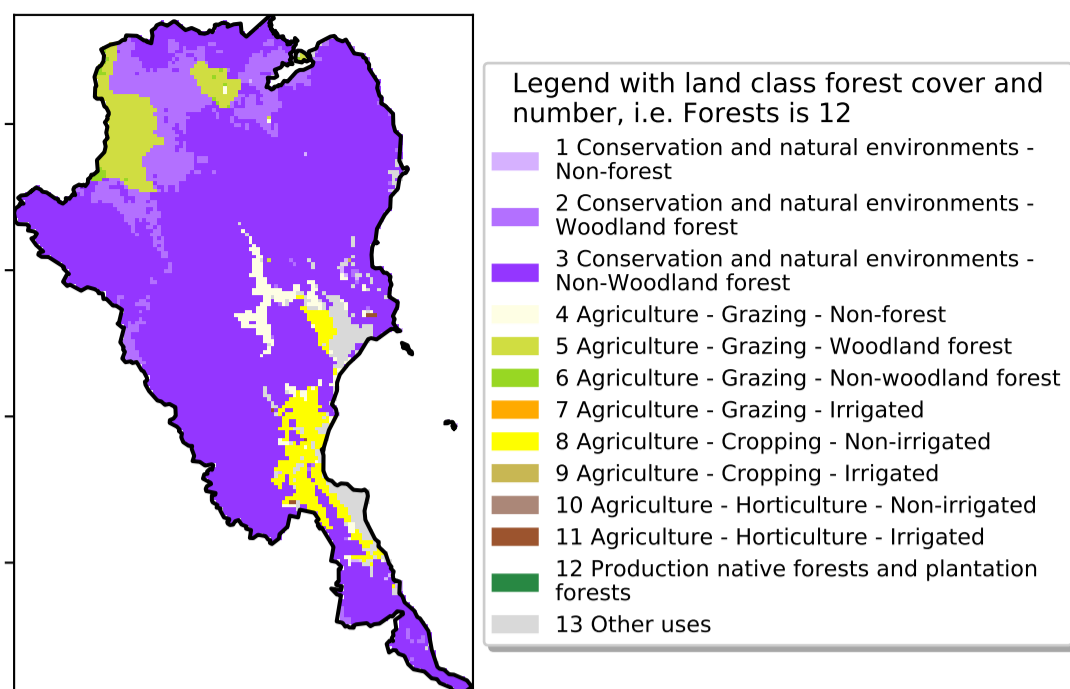 Legend with land class forest cover and
number, i.e. Forests is 12
1 Conservation and natural environments -
Non-forest
2 Conservation and natural environments -
Woodland forest
3 Conservation and natural environments -
Non-Woodland forest
4 Agriculture - Grazing - Non-forest
5 Agriculture - Grazing - Woodland forest
6 Agriculture - Grazing - Non-woodland forest
7 Agriculture - Grazing - Irrigated
8 Agriculture - Cropping - Non-irrigated
9 Agriculture - Cropping - Irrigated
10 Agriculture - Horticulture - Non-irrigated
11 Agriculture - Horticulture - Irrigated
12 Production native forests and plantation
forests
13 Other uses